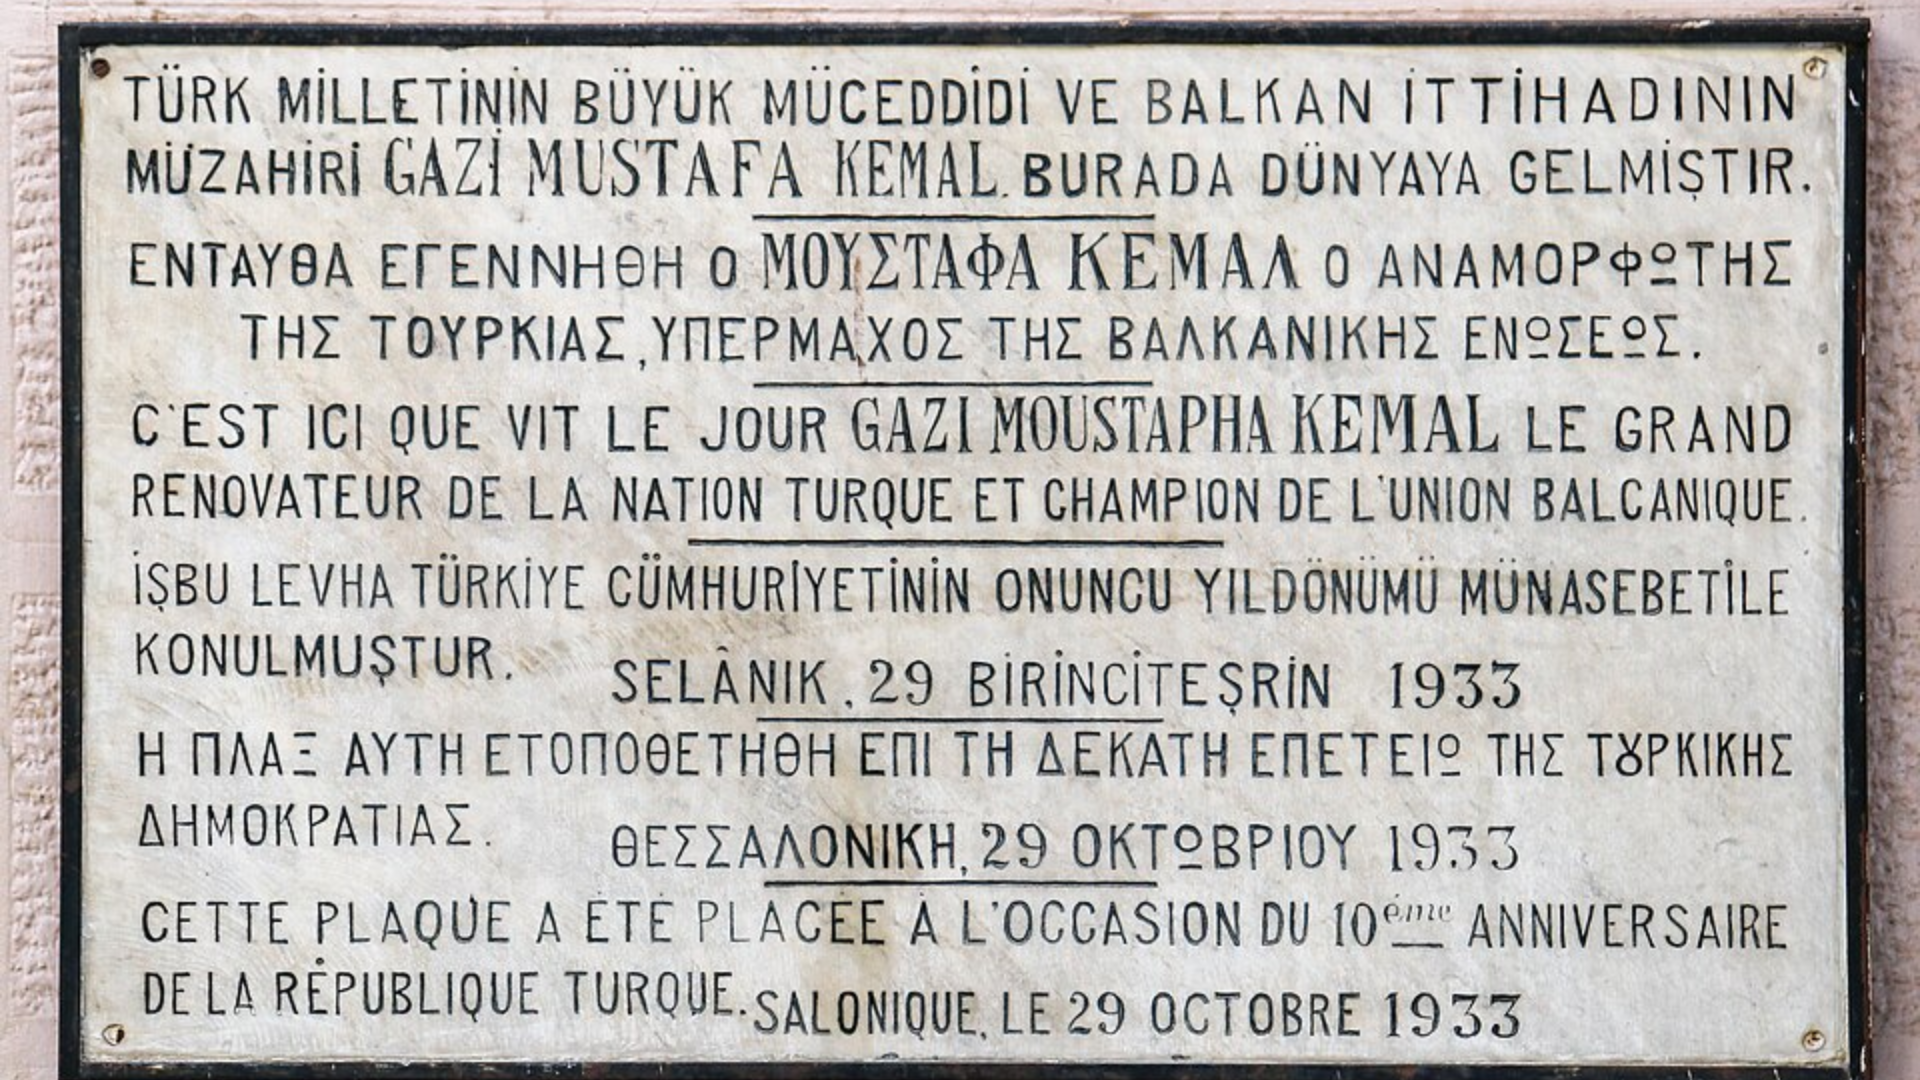 TÜRK MİLLETİNİN BÜYÜK MÜCEDDİDİ VE BALKAN İTTİHADININ
MÜZAHİRİ GAZİ MUSTAFA KEMAL BURADA DÜNYAYA GELMİŞTIR.
ΕΝΤΑΥΘΑ ΕΓΕΝΝΗΘΗ Ο ΜΟΥΣΤΑΦΑ ΚΕΜΑΛ Ο ΑΝΑΜΟΡΦΩΤΗΣ
ΤΗΣ ΤΟΥΡΚΙΑΣ, ΥΠΕΡΜΑΧΟΣ ΤΗΣ ΒΑΛΚΑΝΙΚΗΣ ΕΝΩΣΕΩΣ.
C'EST ICI QUE VIT LE JOUR GAZI MOUSTAPHA KEMAL LE GRAND
RENOVATEUR DE LA NATION TURQUE ET CHAMPION DE L'UNION BALCANIQUE.
İŞBU LEVHA TÜRKİYE CÜMHURİYETİNİN ONUNCU YILDÖNÜMÜ MÜNASEBETİLE
KONULMUŞTUR.
SELÂNIK, 29 BİRİNCİTEŞRİN 1933
Η ΠΛΑΞ ΑΥΤΗ ΕΤΟΠΟΘΕΤΗΘΗ ΕΠΙ ΤΗ ΔΕΚΑΤΗ ΕΠΕΤΕΙΩ ΤΗΣ ΤȢΡΚΙΚΗΣ
ΔΗΜΟΚΡΑΤΙΑΣ.
ΘΕΣΣΑΛΟΝΙΚΗ, 29 ΟΚΤΩΒΡΙΟΥ 1933
CETTE PLAQUE A ÉTÉ PLACÉE À L'OCCASION DU 10ème ANNIVERSAIRE
DE LA RÉPUBLIQUE TURQUE.
SALONIQUE, LE 29 OCTOBRE 1933